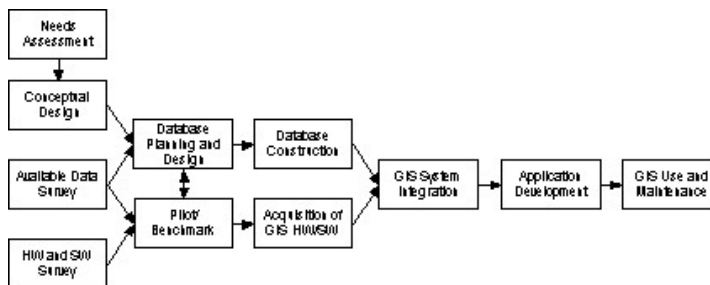 Needs
Assessment
Conceptual
Design
Available Data
Survey
HW and SW
Survey
Database
Planning and
Design
Pilot/
Benchmark
Database
Construction
Acquisition of
GIS HW/SW
GIS System
Integration
Application
Development
GIS Use and
Maintenance